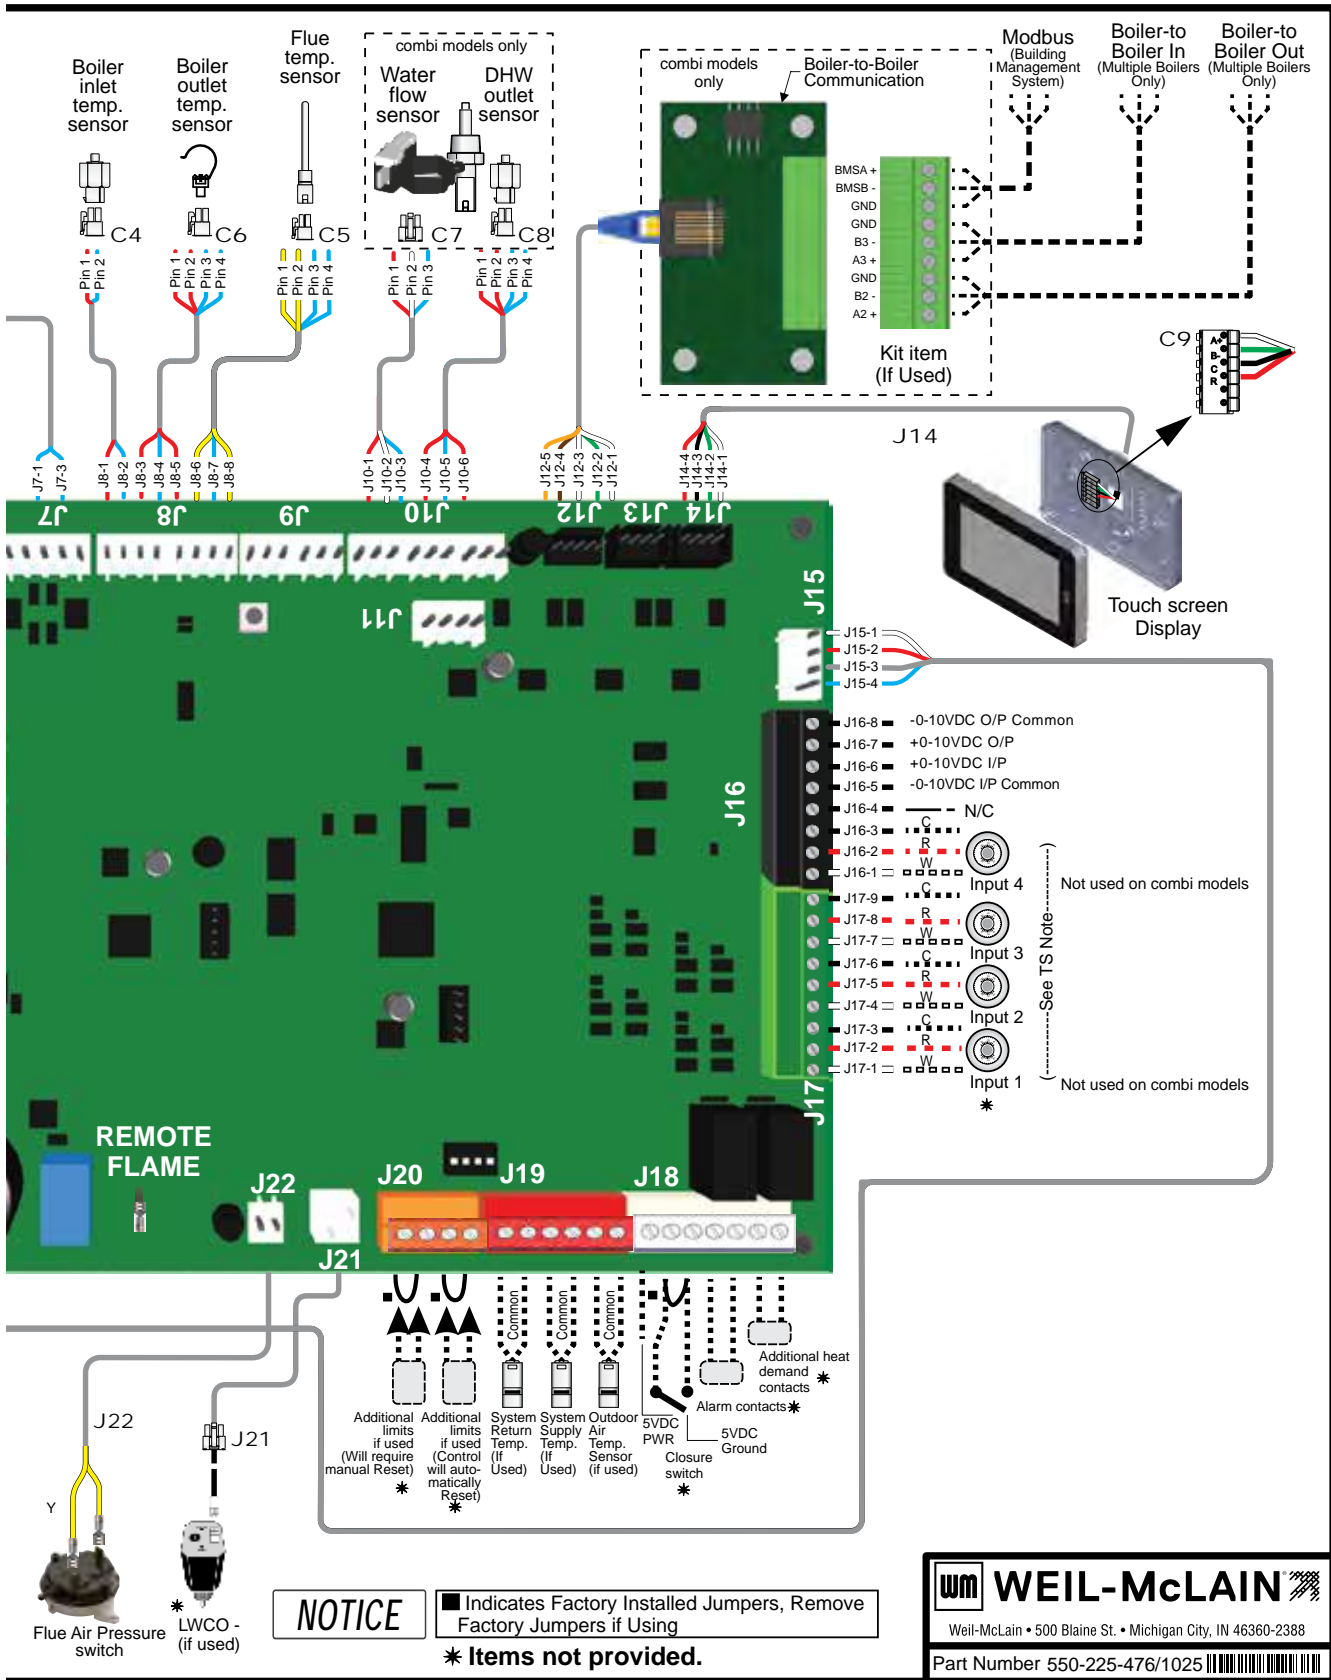 Boiler
inlet
temp.
sensor
Boiler
outlet
temp.
sensor
Flue
temp.
sensor
combi models only
Water
flow
sensor
DHW
outlet
sensor
combi models
only
Boiler-to-Boiler
Communication
Modbus
(Building
Management
System)
Boiler-to
Boiler In
(Multiple Boilers
Only)
Boiler-to
Boiler Out
(Multiple Boilers
Only)
C4
C6
C5
C7
C8
Pin 1
Pin 2
Pin 1
Pin 2
Pin 3
Pin 4
Pin 1
Pin 2
Pin 3
Pin 4
Pin 1
Pin 2
Pin 3
Pin 1
Pin 2
Pin 3
Pin 4
BMSA +
BMSB -
GND
GND
B3 -
A3 +
GND
B2 -
A2 +
Kit item
(If Used)
C9
A+
B-
C
R
J14
J7-1
J7-3
J8-1
J8-2
J8-3
J8-4
J8-5
J8-6
J8-7
J8-8
J10-1
J10-2
J10-3
J10-4
J10-5
J10-6
J12-5
J12-4
J12-3
J12-2
J12-1
J14-4
J14-3
J14-2
J14-1
J7
J8
J9
J10
J12
J13
J14
J11
J15
Touch screen
Display
J15-1
J15-2
J15-3
J15-4
J16
J16-8 -0-10VDC O/P Common
J16-7 +0-10VDC O/P
J16-6 +0-10VDC I/P
J16-5 -0-10VDC I/P Common
J16-4 N/C
J16-3 C
J16-2 R
J16-1 W
Input 4
Not used on combi models
J17-9 C
J17-8 R
J17-7 W
Input 3
J17-6 C
J17-5 R
J17-4 W
Input 2
See TS Note
J17-3 C
J17-2 R
J17-1 W
Input 1
✱
Not used on combi models
J17
REMOTE
FLAME
J22
J21
J20
J19
J18
Common
Common
Common
Additional
limits
if used
(Will require
manual Reset)
✱
Additional
limits
if used
(Control
will auto-
matically
Reset)
✱
System
Return
Temp.
(If
Used)
System
Supply
Temp.
(If
Used)
Outdoor
Air
Temp.
Sensor
(if used)
5VDC
PWR
Closure
switch
✱
5VDC
Ground
Alarm contacts✱
Additional heat
demand
contacts ✱
J22
J21
Y
Flue Air Pressure
switch
✱
LWCO -
(if used)
NOTICE
■ Indicates Factory Installed Jumpers, Remove
Factory Jumpers if Using
✱ Items not provided.
wm WEIL-McLAIN
Weil-McLain • 500 Blaine St. • Michigan City, IN 46360-2388
Part Number 550-225-476/1025